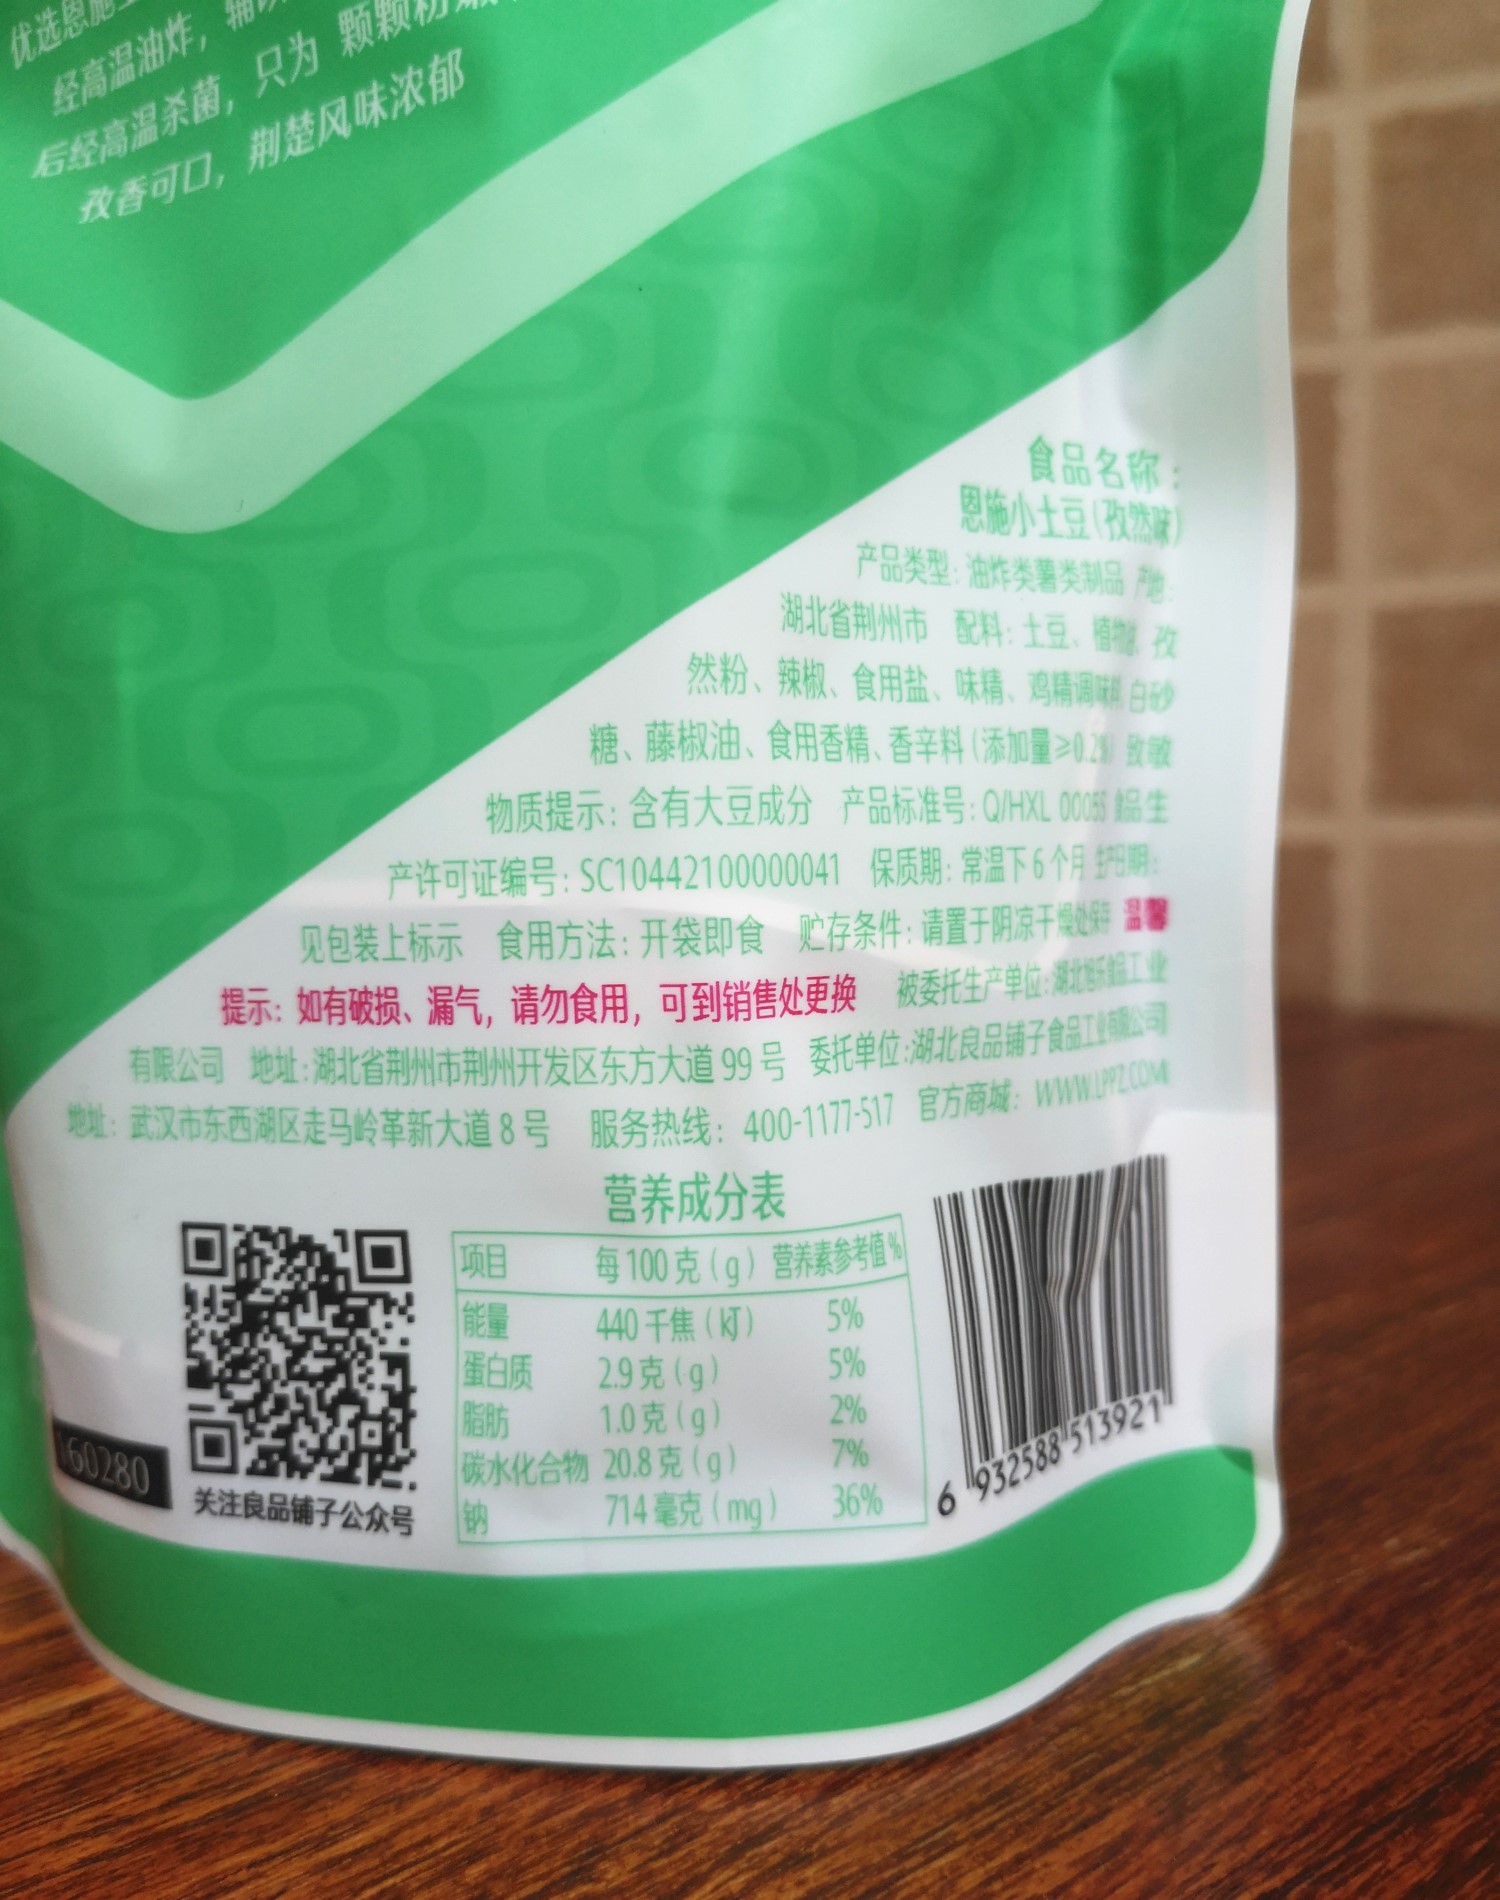 优选恩施
经高温油炸，辅以
后经高温杀菌，只为 颗颗粉嫩
孜香可口，荆楚风味浓郁
食品名称：
恩施小土豆（孜然味）
产品类型：油炸类薯类制品 产地：
湖北省荆州市 配料：土豆、植物油、孜
然粉、辣椒、食用盐、味精、鸡精调味料、白砂
糖、藤椒油、食用香精、香辛料（添加量≥0.2%） 致敏
物质提示：含有大豆成分 产品标准号：Q/HXL 0005S 食品生
产许可证编号：SC10442100000041 保质期：常温下6个月 生产日期：
见包装上标示 食用方法：开袋即食 贮存条件：请置于阴凉干燥处保存 温馨
提示：如有破损、漏气，请勿食用，可到销售处更换 被委托生产单位：湖北旭乐食品工业
有限公司 地址：湖北省荆州市荆州开发区东方大道99号 委托单位：湖北良品铺子食品工业有限公司
地址：武汉市东西湖区走马岭革新大道8号 服务热线：400-1177-517 官方商城：WWW.LPPZ.COM
营养成分表
项目 每100克（g） 营养素参考值%
能量 440千焦（kJ） 5%
蛋白质 2.9克（g） 5%
脂肪 1.0克（g） 2%
碳水化合物 20.8克（g） 7%
钠 714毫克（mg） 36%
160280
关注良品铺子公众号
6 932588 513921